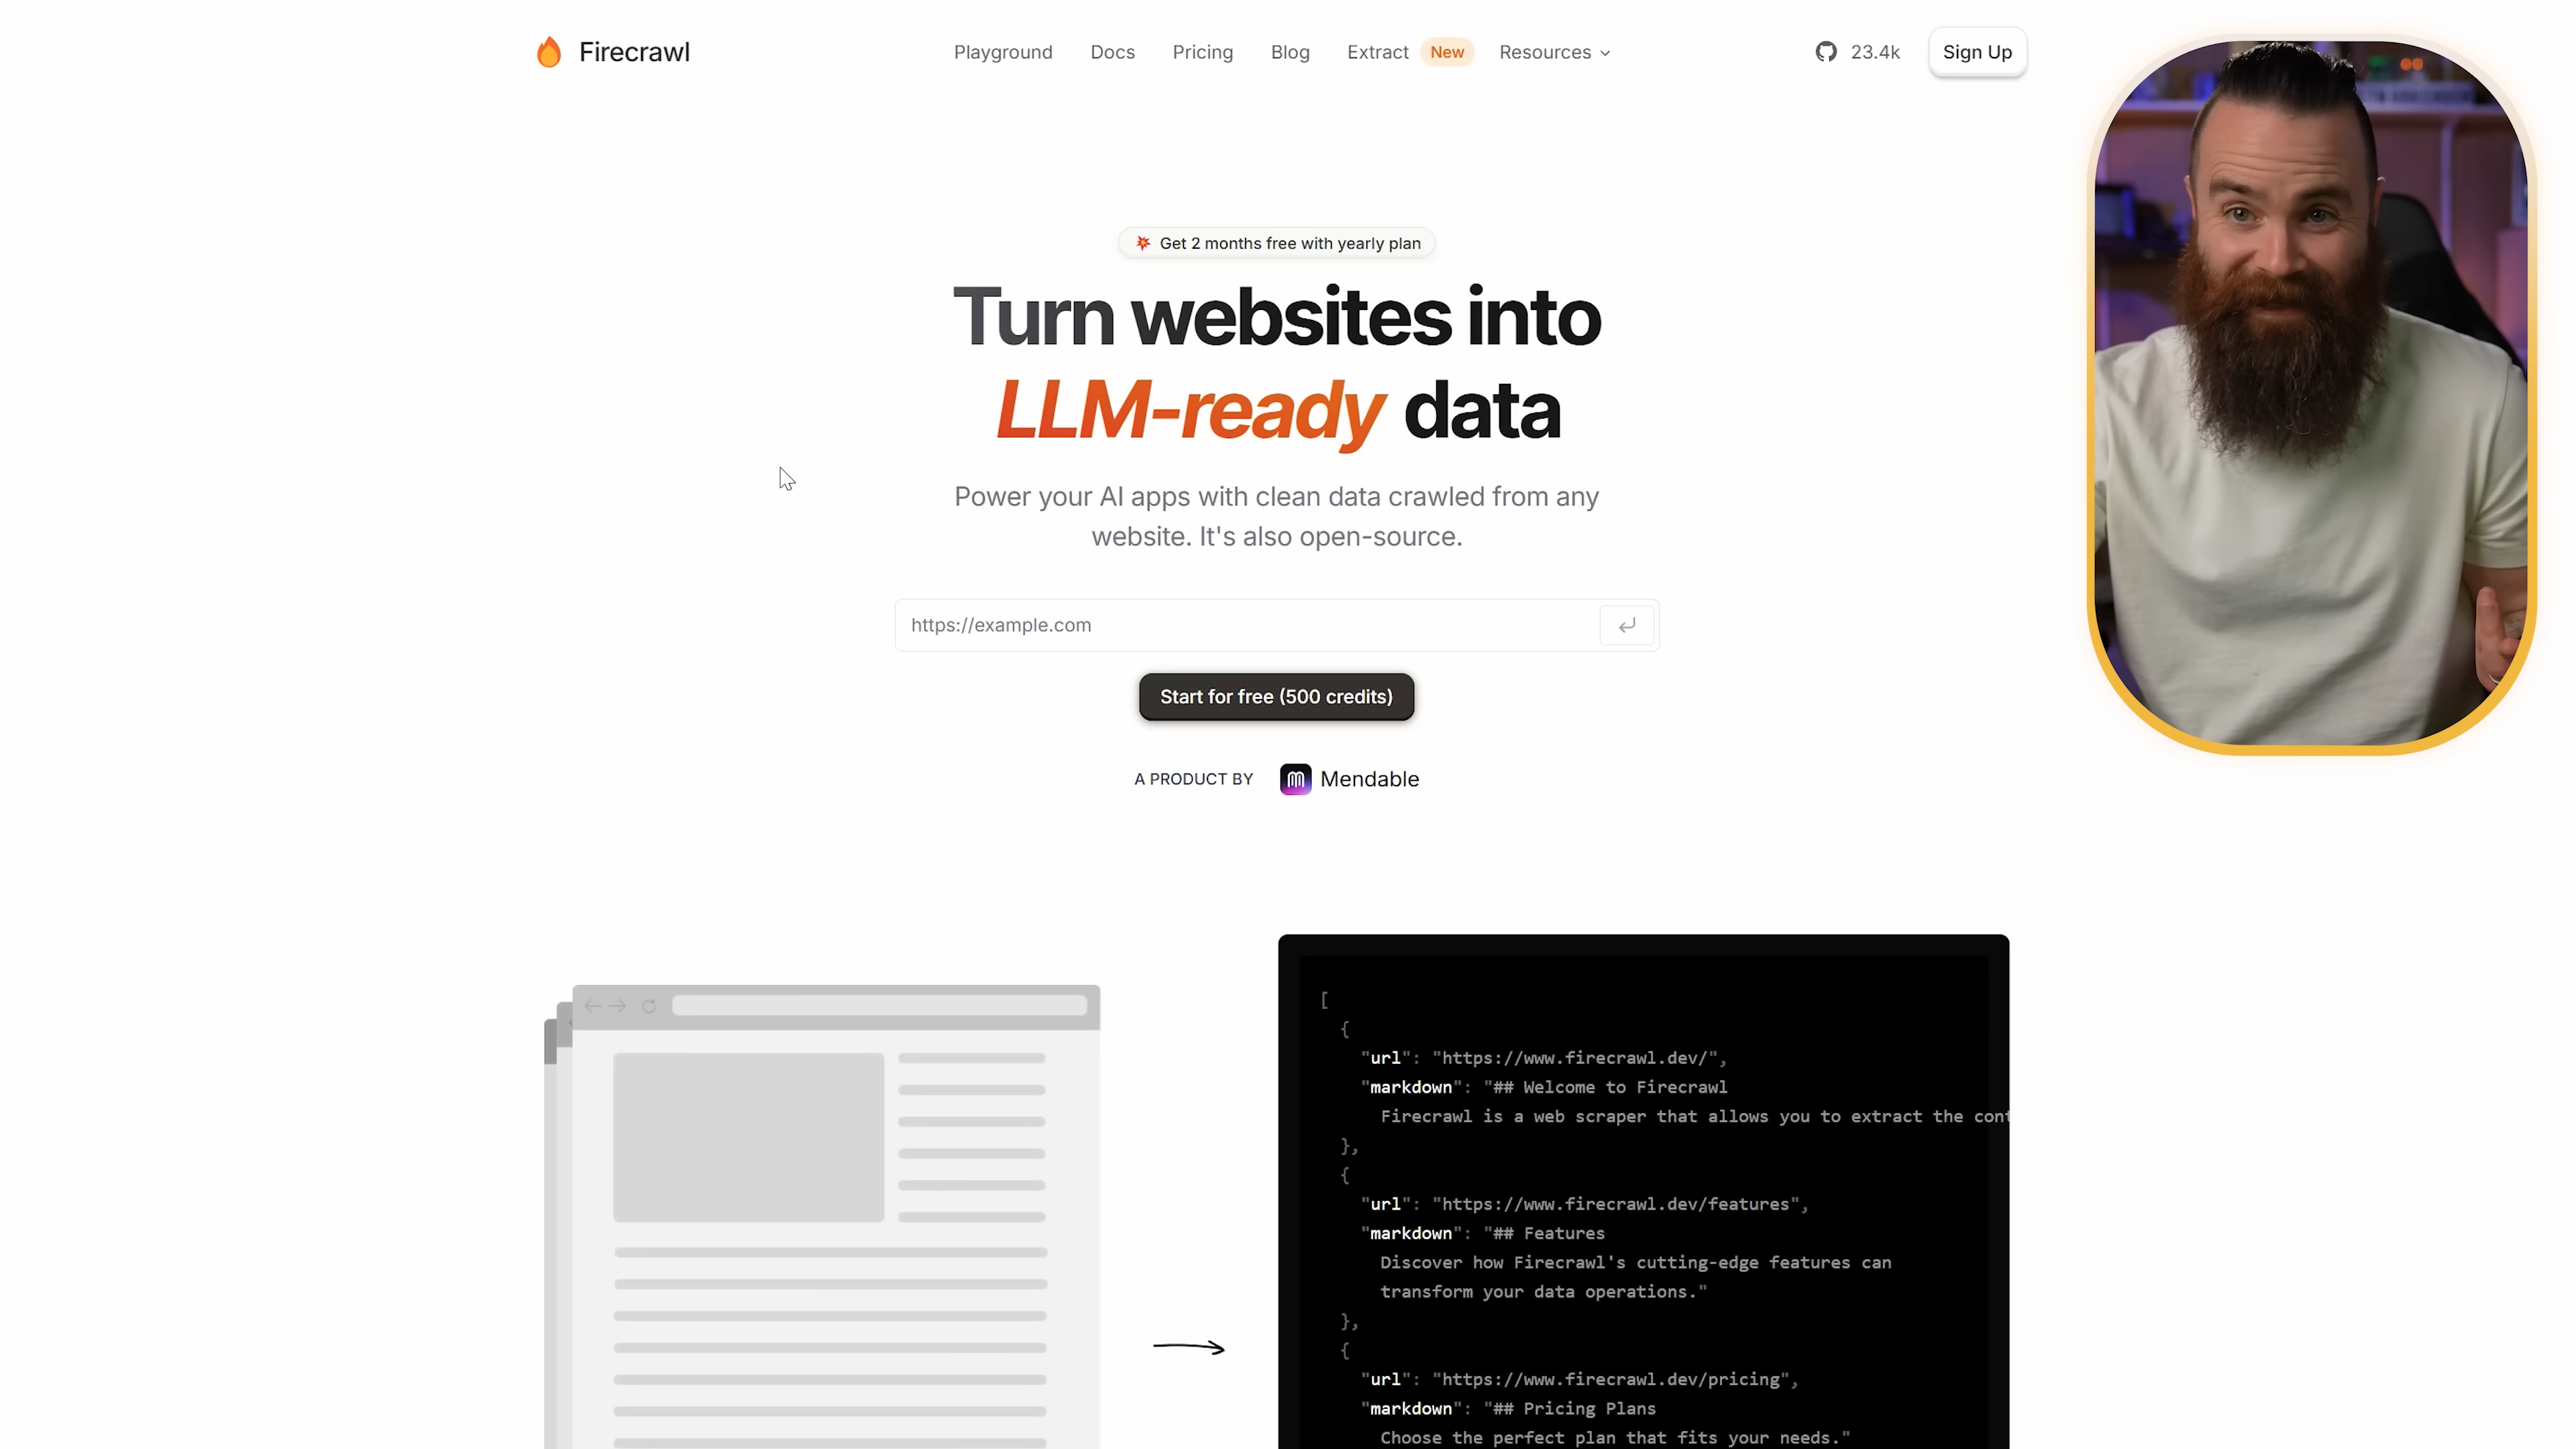 Firecrawl
Playground
Docs
Pricing
Blog
Extract New
Resources
23.4k
Sign Up
Get 2 months free with yearly plan
Turn websites into
LLM-ready data
Power your AI apps with clean data crawled from any
website. It's also open-source.
https://example.com
Start for free (500 credits)
A PRODUCT BY Mendable
[
{
"url": "https://www.firecrawl.dev/",
"markdown": "## Welcome to Firecrawl
Firecrawl is a web scraper that allows you to extract the cont
},
{
"url": "https://www.firecrawl.dev/features",
"markdown": "## Features
Discover how Firecrawl's cutting-edge features can
transform your data operations."
},
{
"url": "https://www.firecrawl.dev/pricing",
"markdown": "## Pricing Plans
Choose the perfect plan that fits your needs."